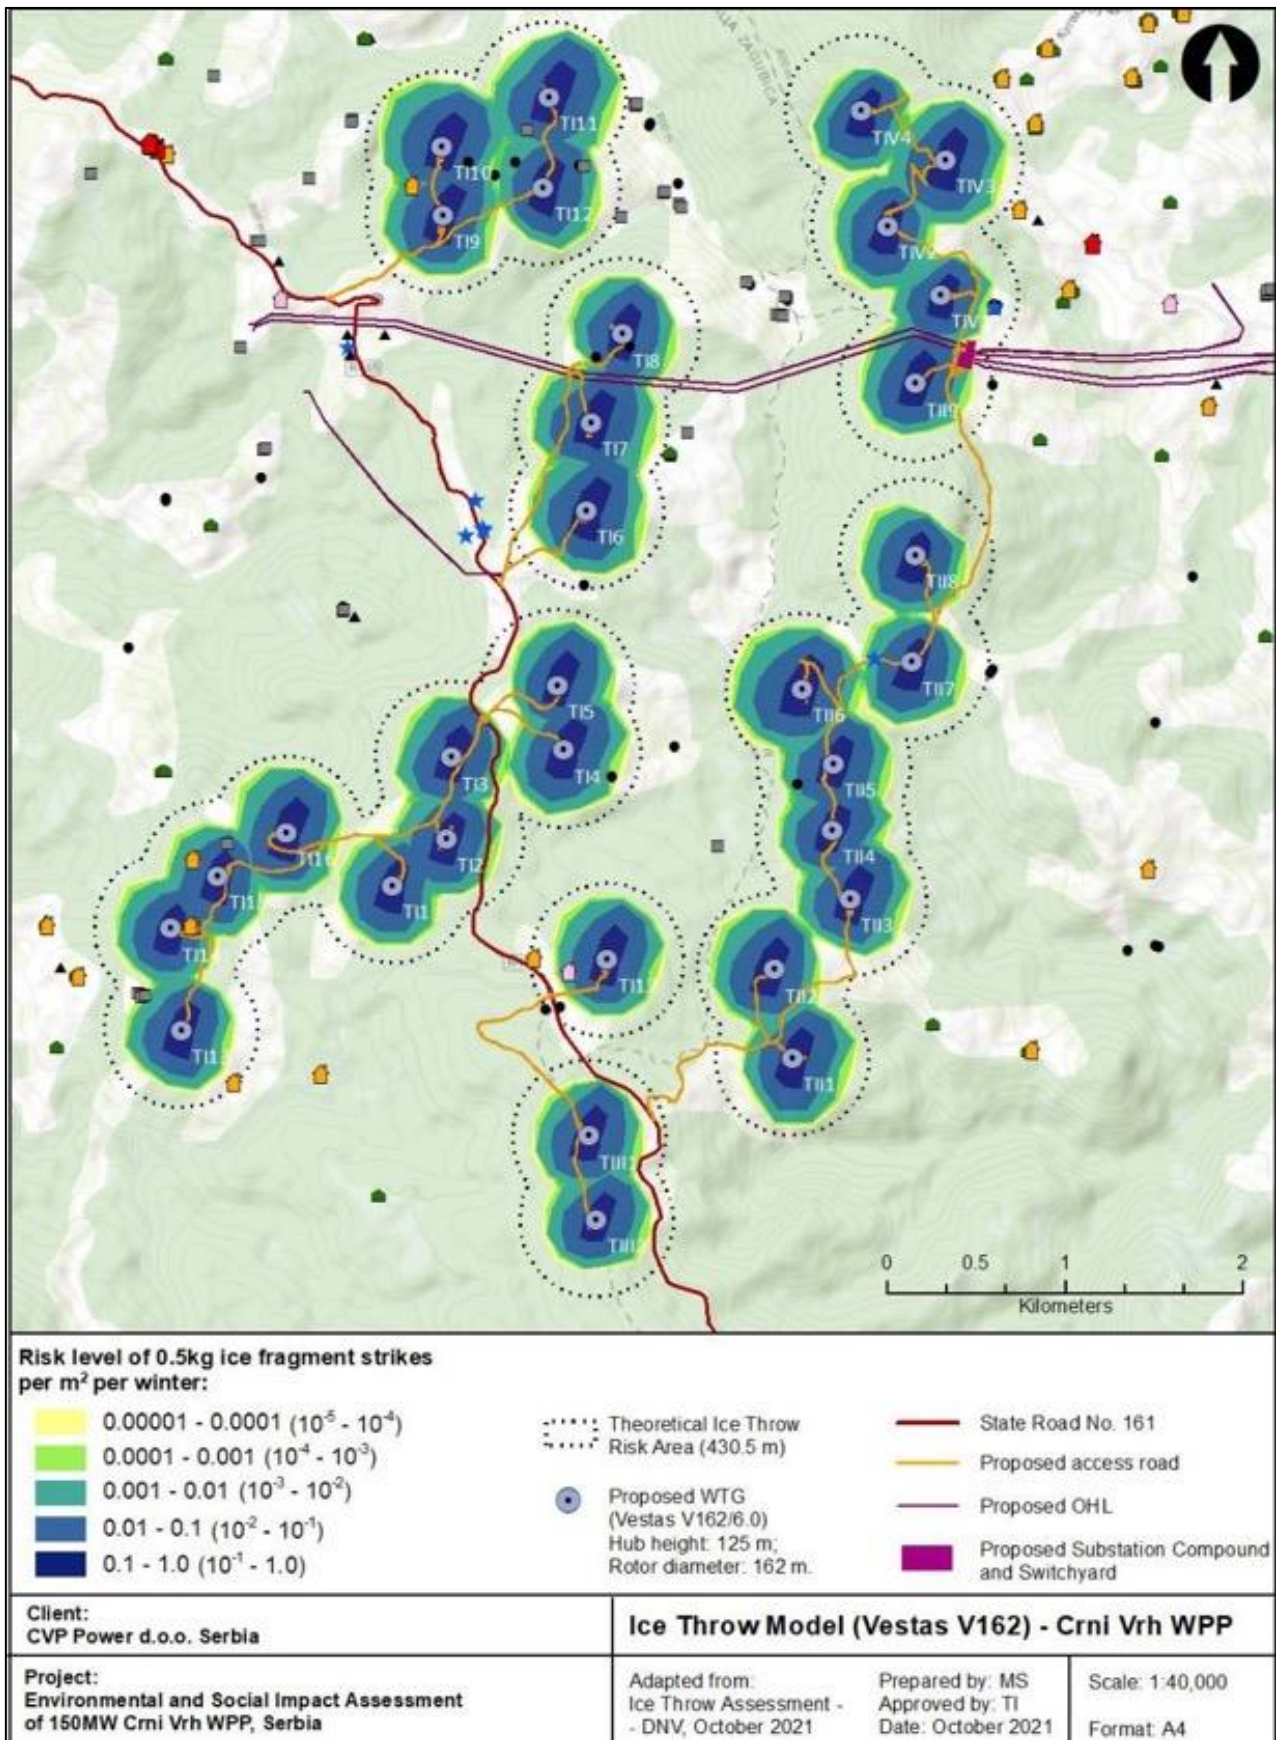 ЦA ZAGUBICA
TI11
TIV4
TI10
TIV3
TI12
TI9
TIV2
TIV
TI8
TII9
TI7
TI6
TII8
TII7
TI5
TII6
TI3
TI4
TII5
TI16
TI2
TII4
TI1
TI1
TII3
TI14
TI13
TII2
TI1
TII1
TIII1
TIII2
0 0.5 1 2
Kilometers
Risk level of 0.5kg ice fragment strikes
per m² per winter:
0.00001 - 0.0001 (10⁻⁵ - 10⁻⁴)
0.0001 - 0.001 (10⁻⁴ - 10⁻³)
0.001 - 0.01 (10⁻³ - 10⁻²)
0.01 - 0.1 (10⁻² - 10⁻¹)
0.1 - 1.0 (10⁻¹ - 1.0)
Theoretical Ice Throw
Risk Area (430.5 m)
Proposed WTG
(Vestas V162/6.0)
Hub height: 125 m;
Rotor diameter: 162 m.
State Road No. 161
Proposed access road
Proposed OHL
Proposed Substation Compound
and Switchyard
Client:
CVP Power d.o.o. Serbia
Ice Throw Model (Vestas V162) - Crni Vrh WPP
Project:
Environmental and Social Impact Assessment
of 150MW Crni Vrh WPP, Serbia
Adapted from:
Ice Throw Assessment -
- DNV, October 2021
Prepared by: MS
Approved by: TI
Date: October 2021
Scale: 1:40,000
Format: A4